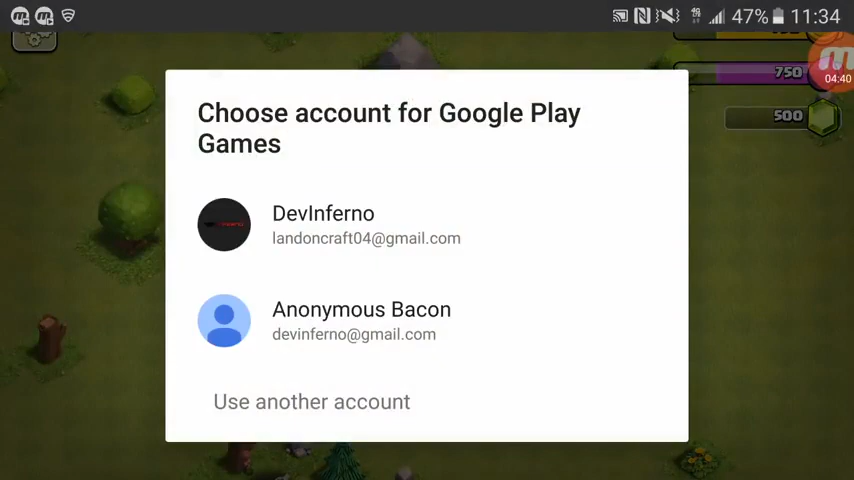 47% 11:34
750
04:40
500
Choose account for Google Play
Games
DevInferno
landoncraft04@gmail.com
Anonymous Bacon
devinferno@gmail.com
Use another account